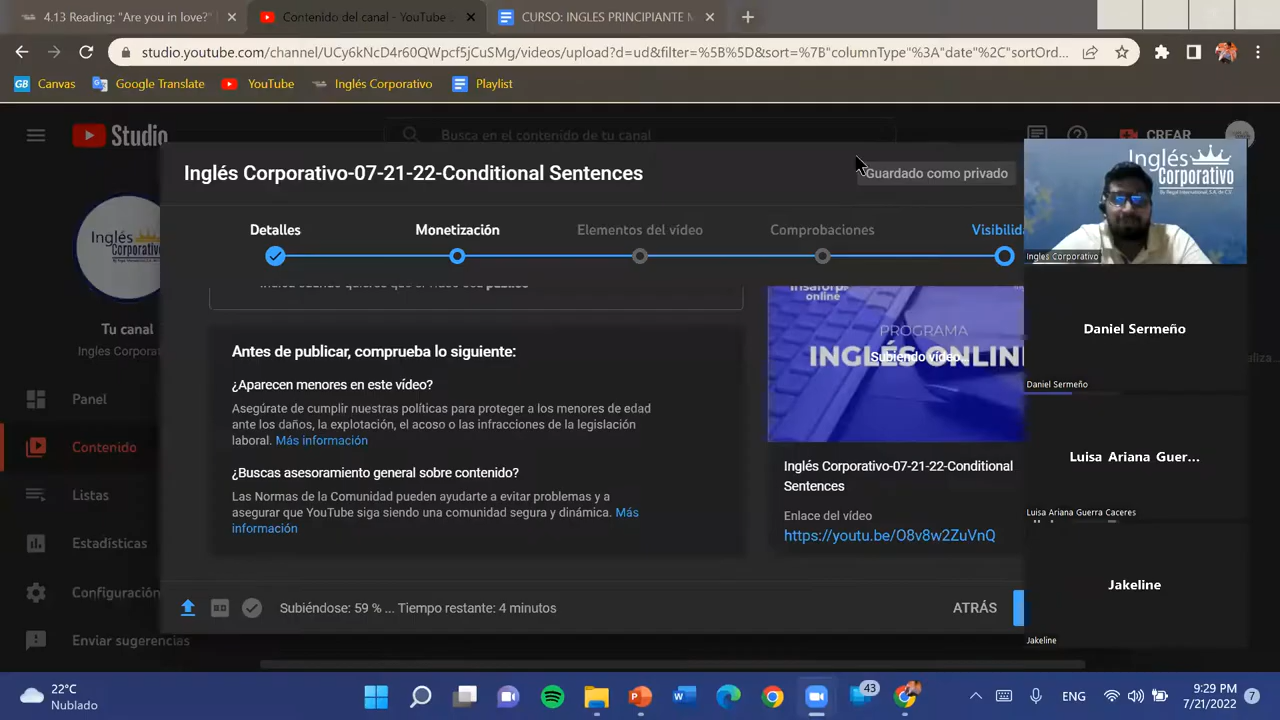 4.13 Reading: "Are you in love?"
Contenido del canal - YouTube
CURSO: INGLES PRINCIPIANTE
studio.youtube.com/channel/UCy6kNcD4r60QWpcf5jCuSMg/videos/upload?d=ud&filter=%5B%5D&sort=%7B"columnType"%3A"date"%2C"sortOrd...
GB Canvas
Google Translate
YouTube
Inglés Corporativo
Playlist
Studio
Busca en el contenido de tu canal
CREAR
Inglés Corporativo-07-21-22-Conditional Sentences
Guardado como privado
Detalles
Monetización
Elementos del vídeo
Comprobaciones
Visibilida
Inglés
Corporativo
Ingles Corporativo
Tu canal
Ingles Corpora
Panel
Contenido
Listas
Estadísticas
Configuración
Enviar sugerencias
Antes de publicar, comprueba lo siguiente:
¿Aparecen menores en este vídeo?
Asegúrate de cumplir nuestras políticas para proteger a los menores de edad
ante los daños, la explotación, el acoso o las infracciones de la legislación
laboral. Más información
¿Buscas asesoramiento general sobre contenido?
Las Normas de la Comunidad pueden ayudarte a evitar problemas y a
asegurar que YouTube siga siendo una comunidad segura y dinámica. Más
información
online
PROGRAMA
INGLÉS ONLIN
Subiendo vídeo...
Inglés Corporativo-07-21-22-Conditional
Sentences
Enlace del vídeo
https://youtu.be/O8v8w2ZuVnQ
Daniel Sermeño
Daniel Sermeño
Luisa Ariana Guer...
Luisa Ariana Guerra Caceres
Jakeline
Jakeline
Subiéndose: 59 % ... Tiempo restante: 4 minutos
ATRÁS
22°C
Nublado
43
ENG
9:29 PM
7/21/2022
7